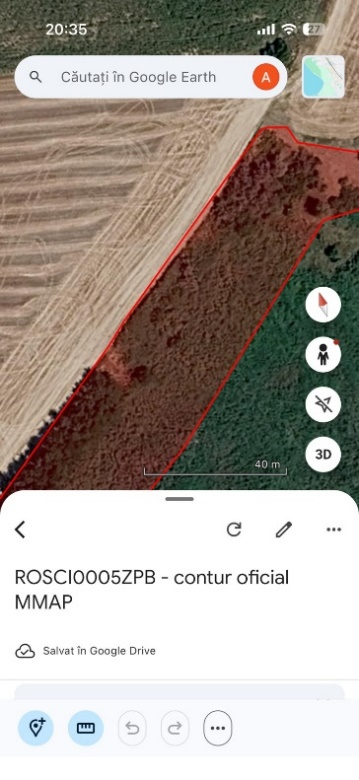 20:35
27
Căutați în Google Earth
A
40 m
3D
ROSCI0005ZPB - contur oficial
MMAP
Salvat în Google Drive